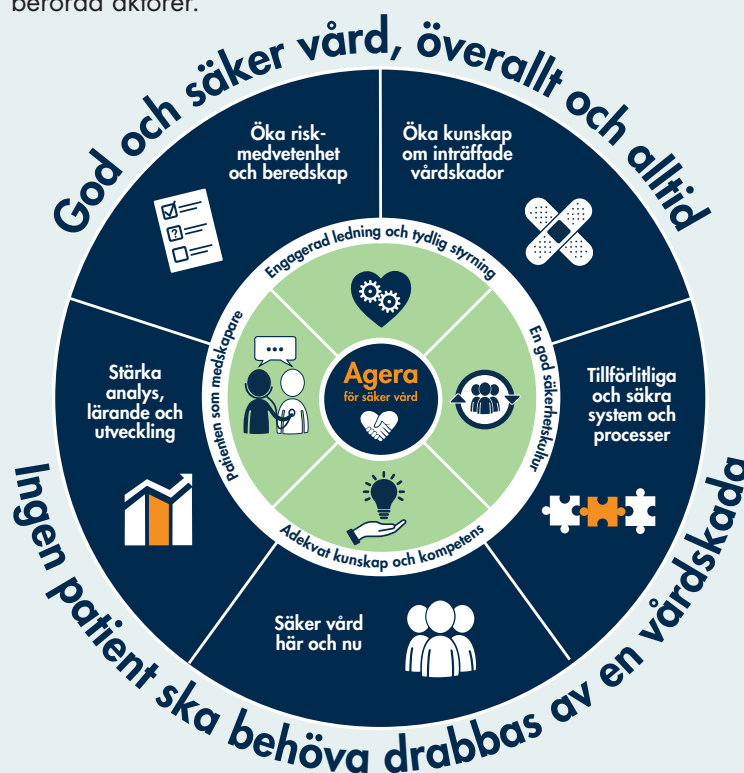 berörda aktörer.
God och säker vård, överallt och alltid
Öka risk-
medvetenhet
och beredskap
Öka kunskap
om inträffade
vårdskador
Engagerad ledning och tydlig styrning
Patienten som medskapare
En god säkerhetskultur
Agera
för säker vård
Stärka
analys,
lärande och
utveckling
Tillförlitliga
och säkra
system och
processer
Adekvat kunskap och kompetens
Säker vård
här och nu
Ingen patient ska behöva drabbas av en vårdskada